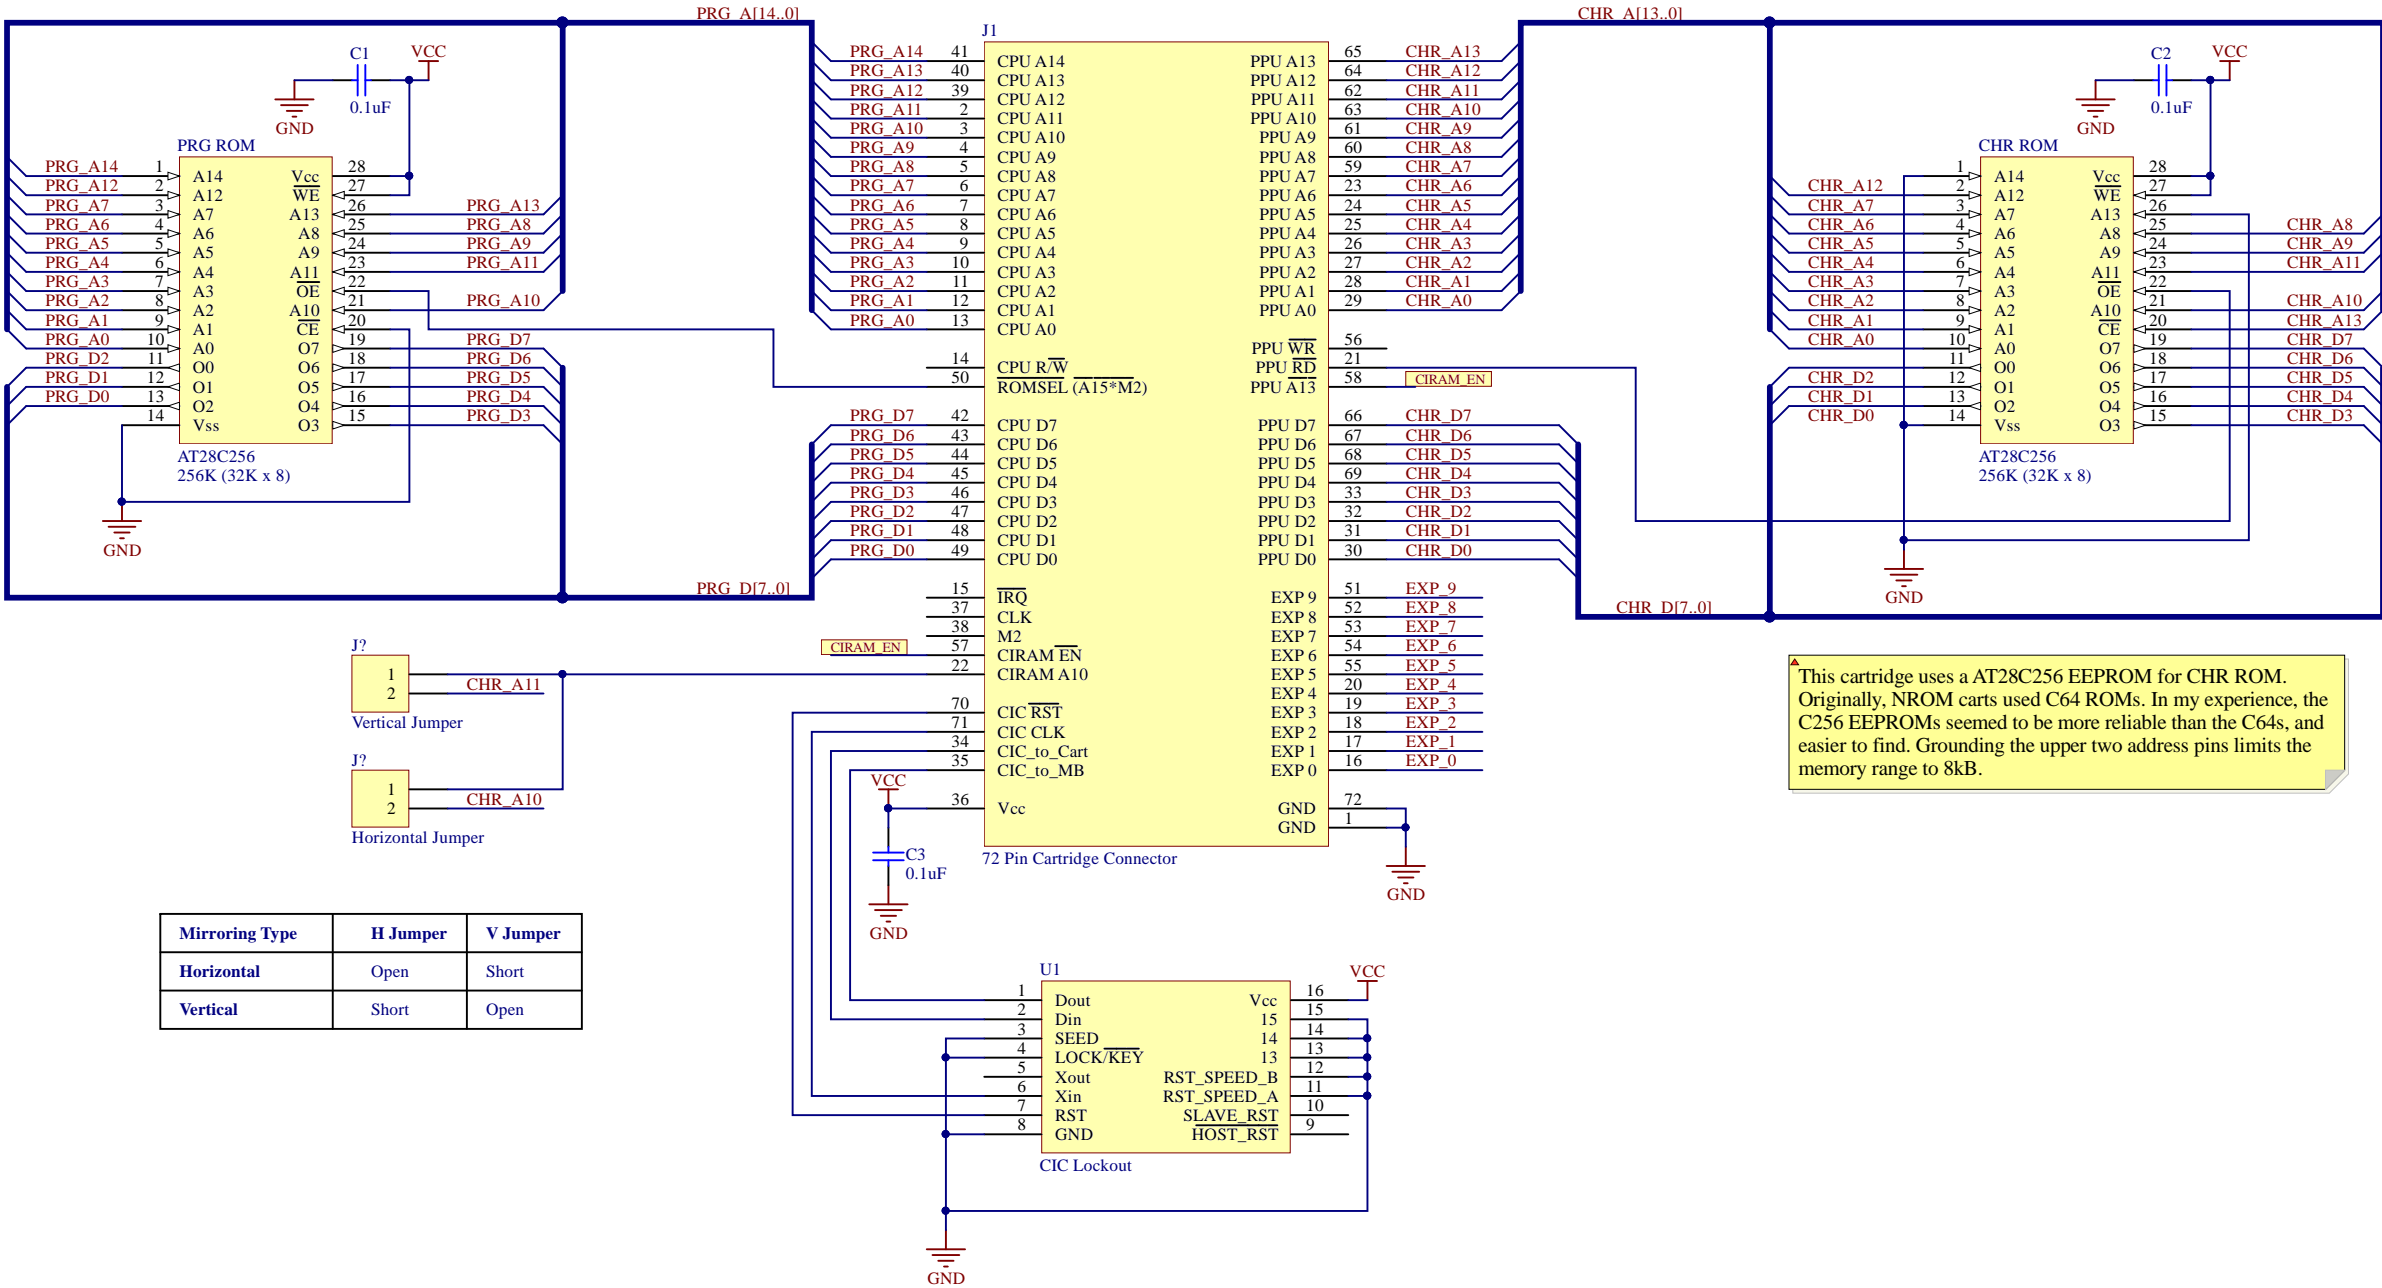 PRG_A[14..0]
CHR_A[13..0]
C1
VCC
0.1uF
GND
PRG ROM
PRG_A14 1 A14
PRG_A12 2 A12
PRG_A7 3 A7
PRG_A6 4 A6
PRG_A5 5 A5
PRG_A4 6 A4
PRG_A3 7 A3
PRG_A2 8 A2
PRG_A1 9 A1
PRG_A0 10 A0
PRG_D2 11 O0
PRG_D1 12 O1
PRG_D0 13 O2
14 Vss
Vcc 28
WE 27
A13 26 PRG_A13
A8 25 PRG_A8
A9 24 PRG_A9
A11 23 PRG_A11
OE 22
A10 21 PRG_A10
CE 20
O7 19 PRG_D7
O6 18 PRG_D6
O5 17 PRG_D5
O4 16 PRG_D4
O3 15 PRG_D3
AT28C256
256K (32K x 8)
GND
PRG_D[7..0]
J1
PRG_A14 41 CPU A14
PRG_A13 40 CPU A13
PRG_A12 39 CPU A12
PRG_A11 2 CPU A11
PRG_A10 3 CPU A10
PRG_A9 4 CPU A9
PRG_A8 5 CPU A8
PRG_A7 6 CPU A7
PRG_A6 7 CPU A6
PRG_A5 8 CPU A5
PRG_A4 9 CPU A4
PRG_A3 10 CPU A3
PRG_A2 11 CPU A2
PRG_A1 12 CPU A1
PRG_A0 13 CPU A0
14 CPU R/W
50 ROMSEL (A15*M2)
PRG_D7 42 CPU D7
PRG_D6 43 CPU D6
PRG_D5 44 CPU D5
PRG_D4 45 CPU D4
PRG_D3 46 CPU D3
PRG_D2 47 CPU D2
PRG_D1 48 CPU D1
PRG_D0 49 CPU D0
15 IRQ
37 CLK
38 M2
CIRAM_EN 57 CIRAM EN
22 CIRAM A10
70 CIC RST
71 CIC CLK
34 CIC_to_Cart
35 CIC_to_MB
VCC
36 Vcc
C3
0.1uF
GND
PPU A13 65 CHR_A13
PPU A12 64 CHR_A12
PPU A11 62 CHR_A11
PPU A10 63 CHR_A10
PPU A9 61 CHR_A9
PPU A8 60 CHR_A8
PPU A7 59 CHR_A7
PPU A6 23 CHR_A6
PPU A5 24 CHR_A5
PPU A4 25 CHR_A4
PPU A3 26 CHR_A3
PPU A2 27 CHR_A2
PPU A1 28 CHR_A1
PPU A0 29 CHR_A0
PPU WR 56
PPU RD 21
PPU A13 58 CIRAM_EN
PPU D7 66 CHR_D7
PPU D6 67 CHR_D6
PPU D5 68 CHR_D5
PPU D4 69 CHR_D4
PPU D3 33 CHR_D3
PPU D2 32 CHR_D2
PPU D1 31 CHR_D1
PPU D0 30 CHR_D0
EXP 9 51 EXP_9
EXP 8 52 EXP_8
EXP 7 53 EXP_7
EXP 6 54 EXP_6
EXP 5 55 EXP_5
EXP 4 20 EXP_4
EXP 3 19 EXP_3
EXP 2 18 EXP_2
EXP 1 17 EXP_1
EXP 0 16 EXP_0
GND 72
GND 1
GND
72 Pin Cartridge Connector
C2
VCC
0.1uF
GND
CHR ROM
1 A14
CHR_A12 2 A12
CHR_A7 3 A7
CHR_A6 4 A6
CHR_A5 5 A5
CHR_A4 6 A4
CHR_A3 7 A3
CHR_A2 8 A2
CHR_A1 9 A1
CHR_A0 10 A0
11 O0
CHR_D2 12 O1
CHR_D1 13 O2
CHR_D0 14 Vss
Vcc 28
WE 27
A13 26
A8 25 CHR_A8
A9 24 CHR_A9
A11 23 CHR_A11
OE 22
A10 21 CHR_A10
CE 20 CHR_A13
O7 19 CHR_D7
O6 18 CHR_D6
O5 17 CHR_D5
O4 16 CHR_D4
O3 15 CHR_D3
AT28C256
256K (32K x 8)
GND
CHR_D[7..0]
This cartridge uses a AT28C256 EEPROM for CHR ROM.
Originally, NROM carts used C64 ROMs. In my experience, the
C256 EEPROMs seemed to be more reliable than the C64s, and
easier to find. Grounding the upper two address pins limits the
memory range to 8kB.
J?
1
2 CHR_A11
Vertical Jumper
J?
1
2 CHR_A10
Horizontal Jumper
Mirroring Type H Jumper V Jumper
Horizontal Open Short
Vertical Short Open
U1
VCC
1 Dout
2 Din
3 SEED
4 LOCK/KEY
5 Xout
6 Xin
7 RST
8 GND
Vcc 16
15 15
14 14
13 13
RST_SPEED_B 12
RST_SPEED_A 11
SLAVE_RST 10
HOST_RST 9
CIC Lockout
GND